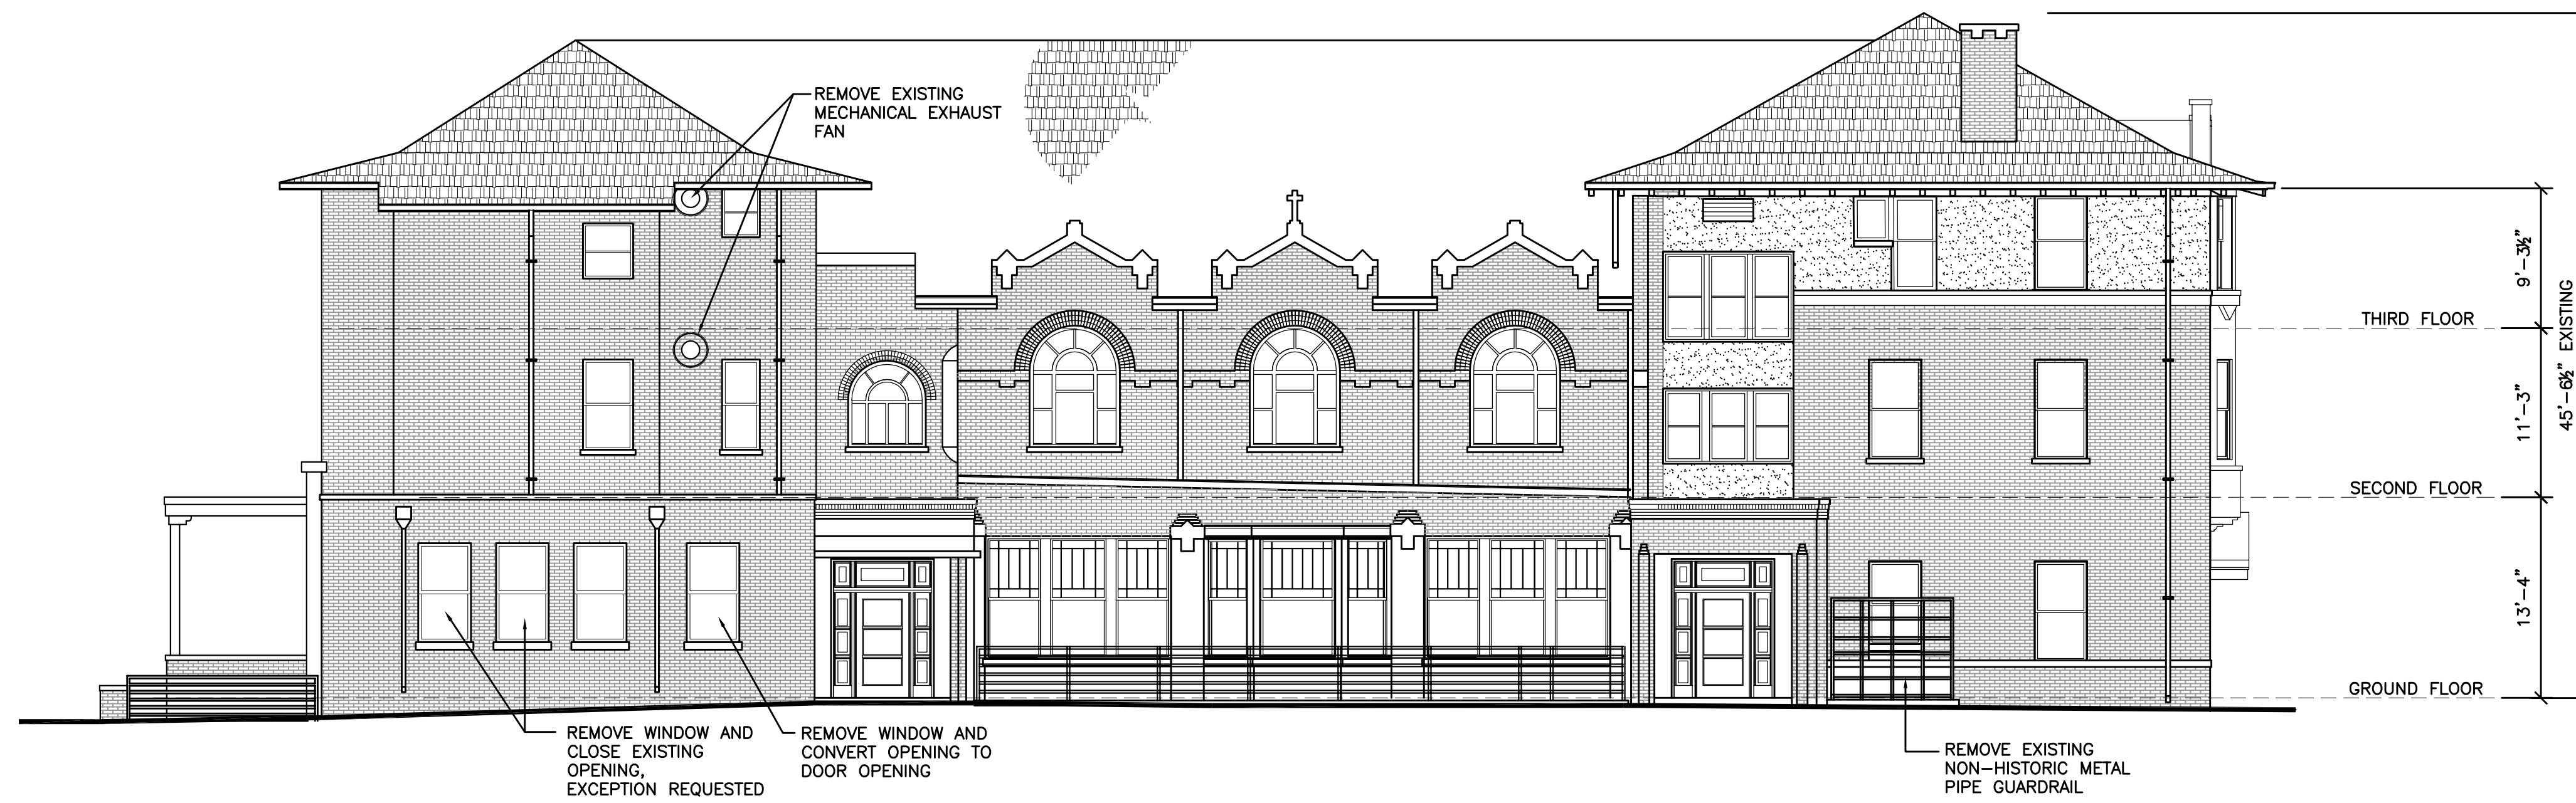 REMOVE EXISTING
MECHANICAL EXHAUST
FAN
9'-3½"
THIRD FLOOR
45'-6½" EXISTING
11'-3"
SECOND FLOOR
13'-4"
GROUND FLOOR
REMOVE WINDOW AND
CLOSE EXISTING
OPENING,
EXCEPTION REQUESTED
REMOVE WINDOW AND
CONVERT OPENING TO
DOOR OPENING
REMOVE EXISTING
NON-HISTORIC METAL
PIPE GUARDRAIL